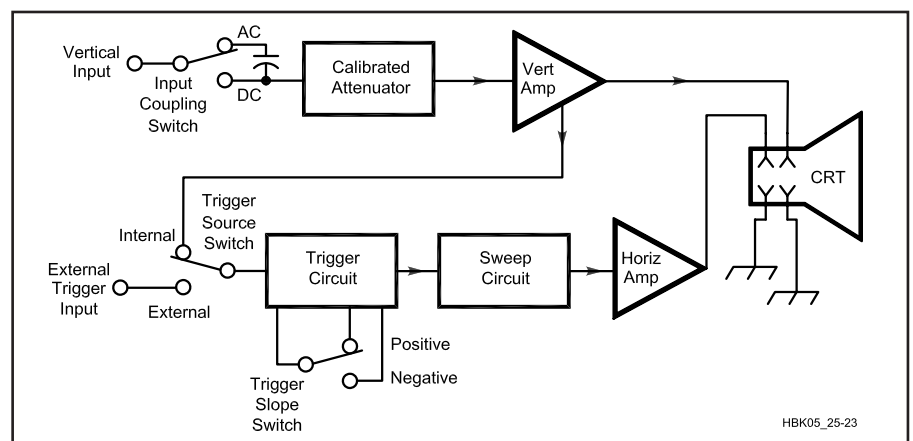 AC
Vertical
Input
Input
Coupling
Switch
DC
Calibrated
Attenuator
Vert
Amp
CRT
Trigger
Source
Switch
Internal
External
Trigger
Input
External
Trigger
Circuit
Sweep
Circuit
Horiz
Amp
Positive
Negative
Trigger
Slope
Switch
HBK05_25-23